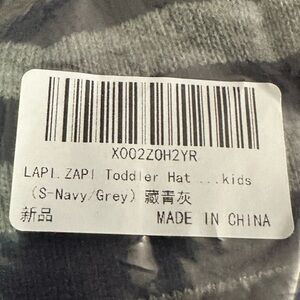 X002Z0H2YR
LAPI.ZAPI Toddler Hat ...kids
(S-Navy/Grey) 藏青灰
新品 MADE IN CHINA